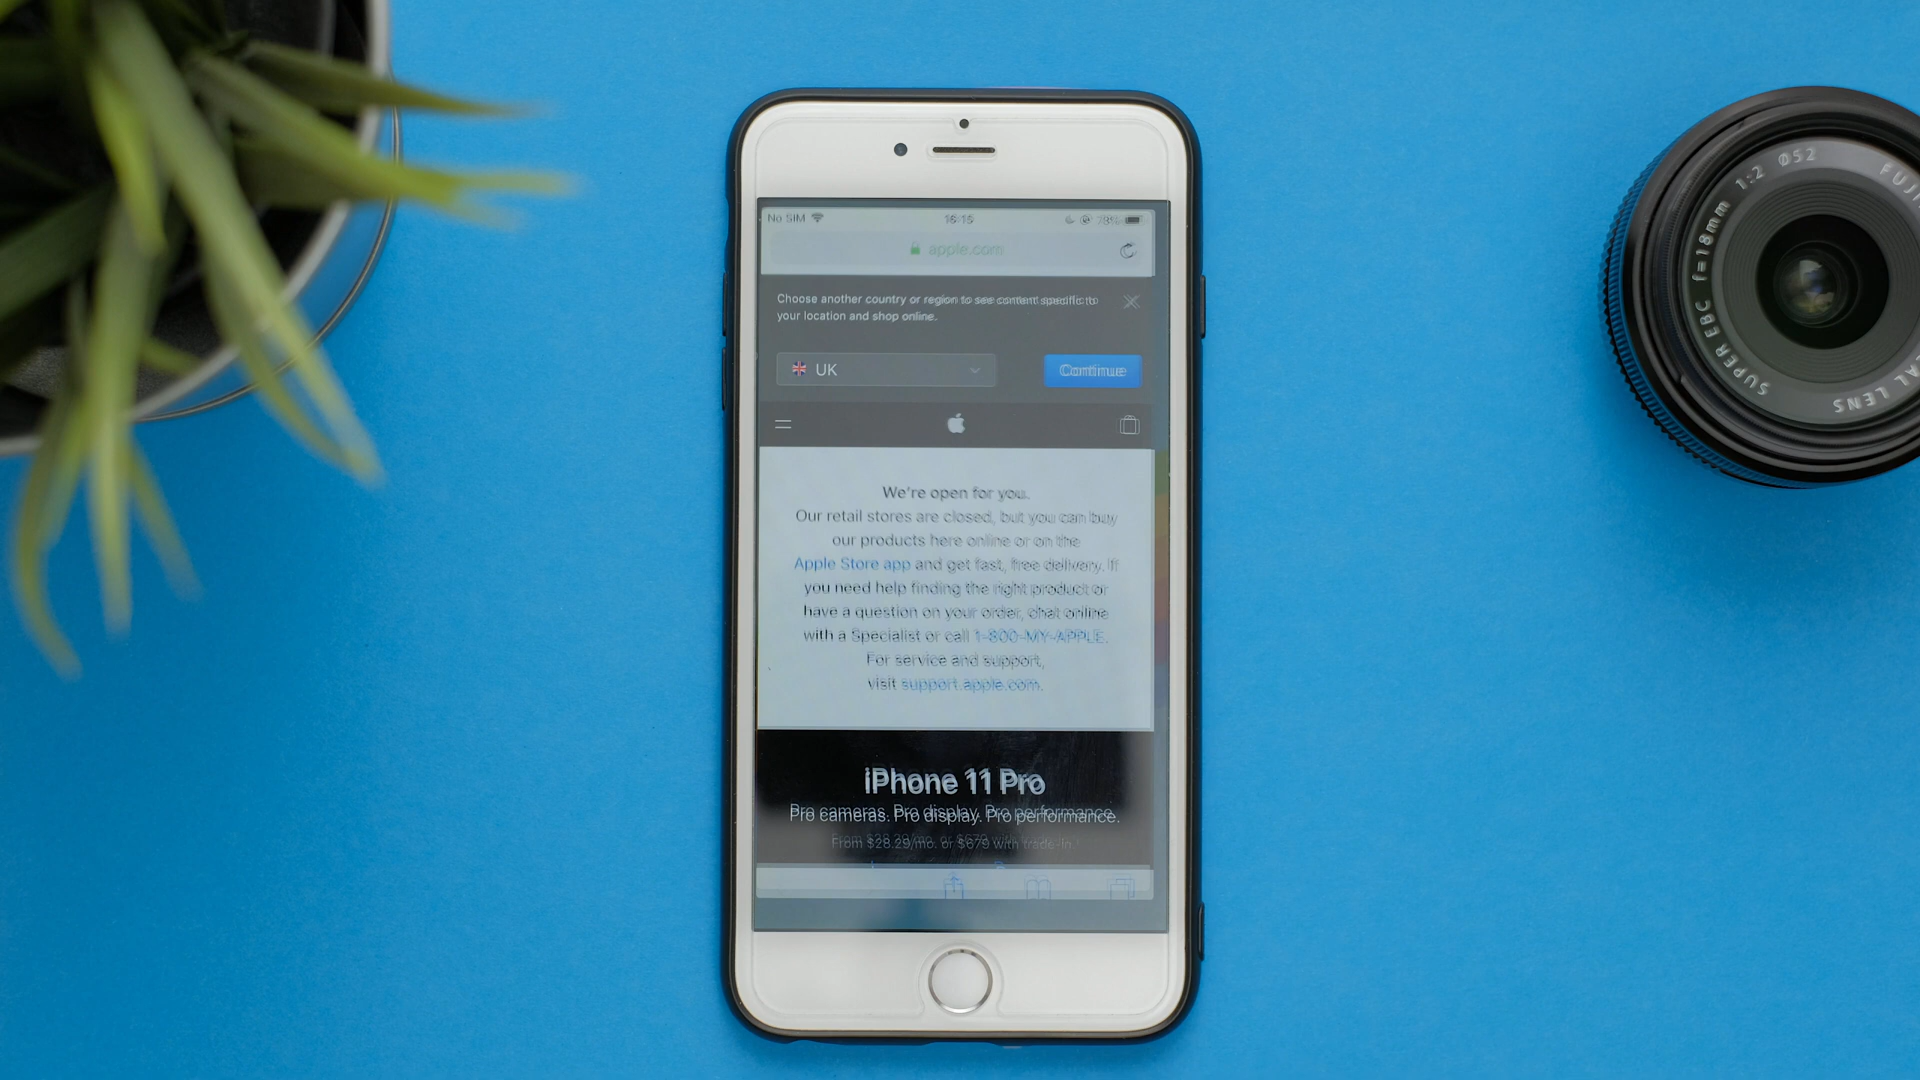 No SIM
16:15
78%
apple.com
Choose another country or region to see content specific to
your location and shop online.
UK
Continue
We're open for you.
Our retail stores are closed, but you can buy
our products here online or on the
Apple Store app and get fast, free delivery. If
you need help finding the right product or
have a question on your order, chat online
with a Specialist or call 1-800-MY-APPLE.
For service and support,
visit support.apple.com.
iPhone 11 Pro
Pro cameras. Pro display. Pro performance.
From $28.29/mo. or $679 with trade-in.
SUPER EBC f=18mm 1:2 Ø52
LENS